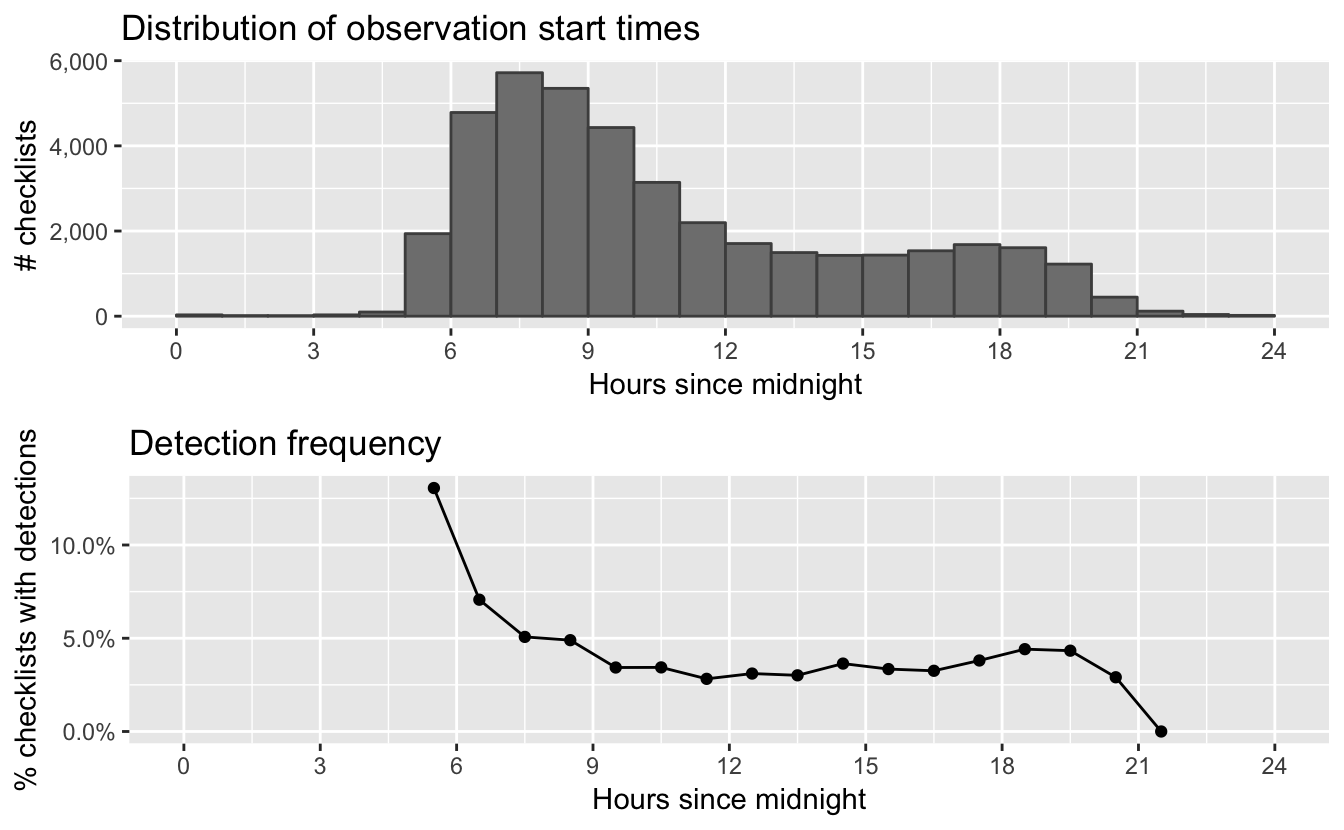 Distribution of observation start times
6,000
4,000
2,000
0
# checklists
0 3 6 9 12 15 18 21 24
Hours since midnight
Detection frequency
10.0%
5.0%
0.0%
% checklists with detections
0 3 6 9 12 15 18 21 24
Hours since midnight